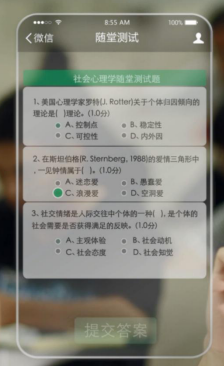 8:55 AM 100%
微信 随堂测试
社会心理学随堂测试题
1、美国心理学家罗特(J. Rotter)关于个体归因倾向的
理论是( )理论。(1.0分)
A、控制点 B、稳定性
C、可控性 D、内外因
2、在斯坦伯格(R. Sternberg, 1988)的爱情三角形中
,一见钟情属于( )。(1.0分)
A、迷恋爱 B、愚蠢爱
C、浪漫爱 D、空洞爱
3、社交情绪是人际交往中个体的一种( ),是个体的
社会需要是否获得满足的反映。(1.0分)
A、主观体验 B、社会动机
C、社会态度 D、社会知觉
提交答案